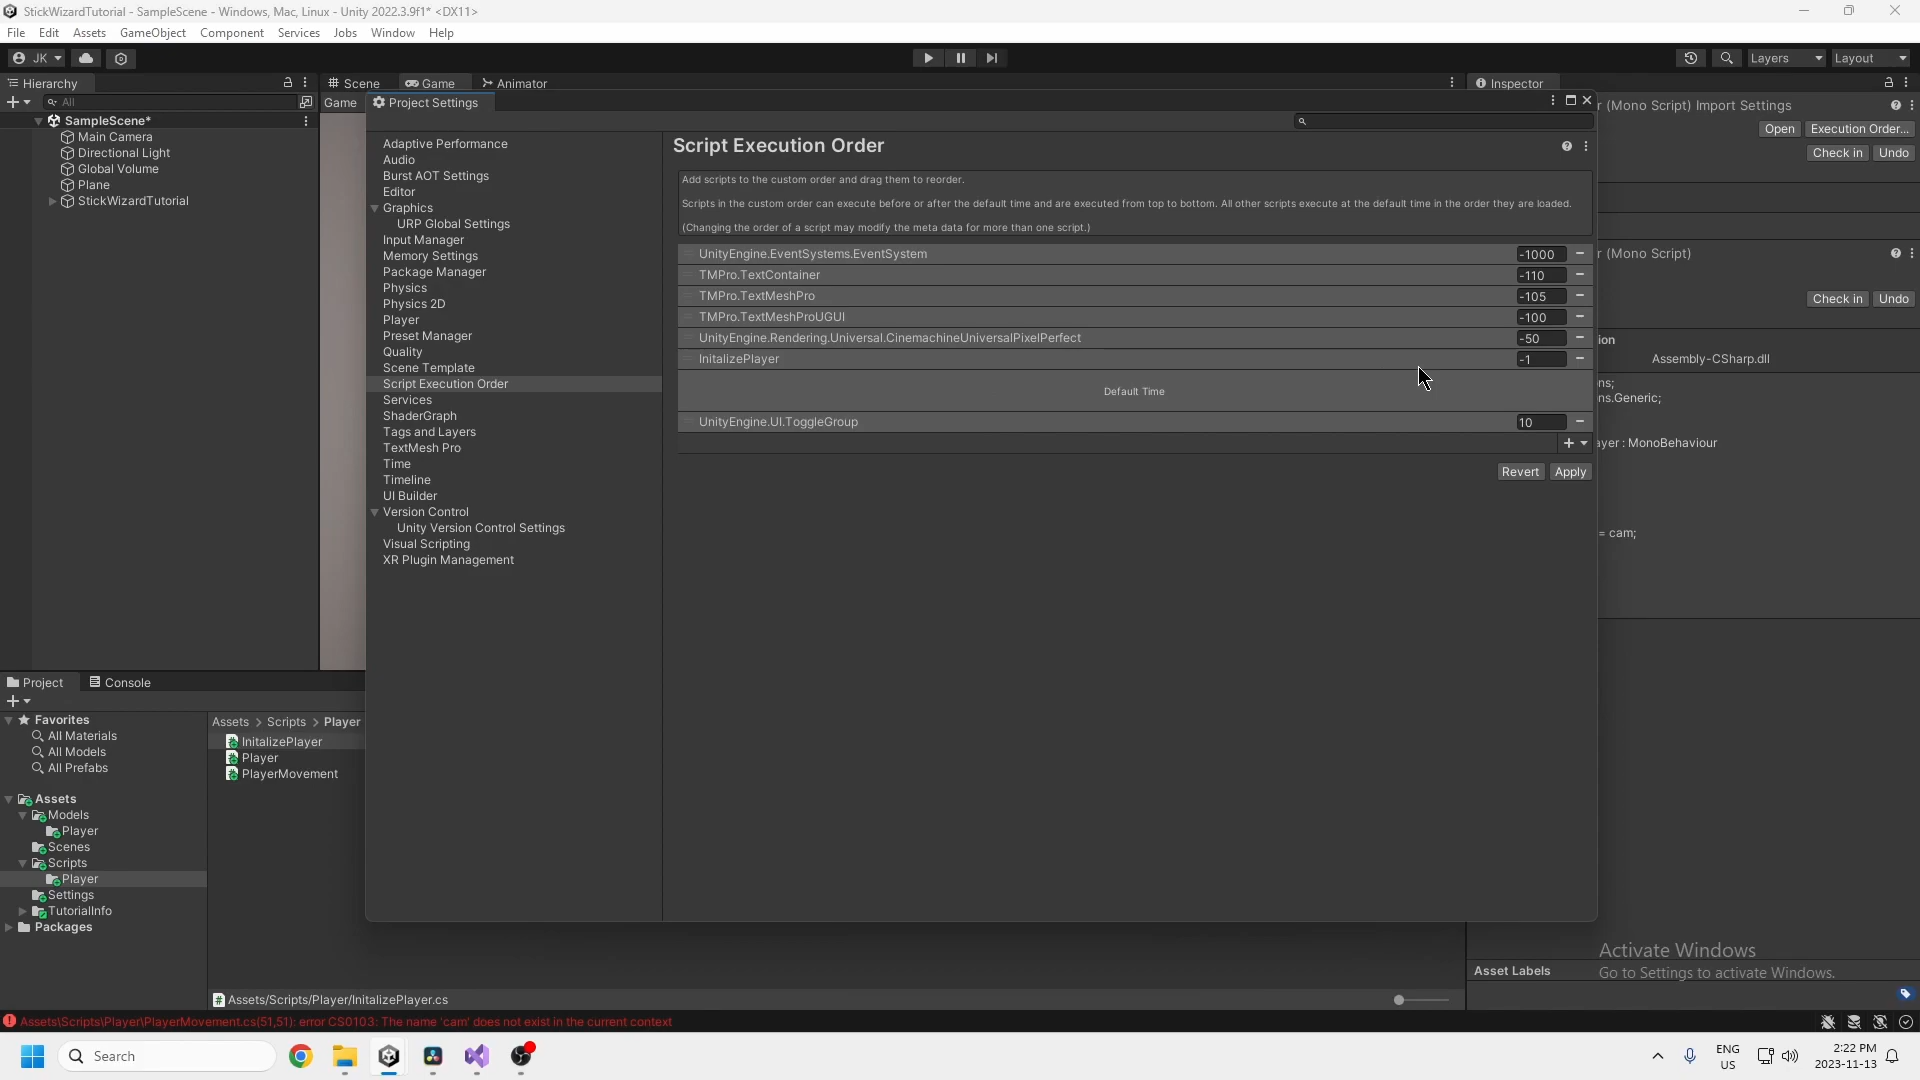 StickWizardTutorial - SampleScene - Windows, Mac, Linux - Unity 2022.3.9f1* <DX11>
File Edit Assets GameObject Component Services Jobs Window Help
JK Layers Layout
Hierarchy Scene Game Animator Inspector
All
Game
Project Settings
r (Mono Script) Import Settings
Open Execution Order...
Check in Undo
SampleScene*
Main Camera
Directional Light
Global Volume
Plane
StickWizardTutorial
Adaptive Performance
Audio
Burst AOT Settings
Editor
Graphics
URP Global Settings
Input Manager
Memory Settings
Package Manager
Physics
Physics 2D
Player
Preset Manager
Quality
Scene Template
Script Execution Order
Services
ShaderGraph
Tags and Layers
TextMesh Pro
Time
Timeline
UI Builder
Version Control
Unity Version Control Settings
Visual Scripting
XR Plugin Management
Script Execution Order
Add scripts to the custom order and drag them to reorder.
Scripts in the custom order can execute before or after the default time and are executed from top to bottom. All other scripts execute at the default time in the order they are loaded.
(Changing the order of a script may modify the meta data for more than one script.)
UnityEngine.EventSystems.EventSystem -1000
TMPro.TextContainer -110
TMPro.TextMeshPro -105
TMPro.TextMeshProUGUI -100
UnityEngine.Rendering.Universal.CinemachineUniversalPixelPerfect -50
InitalizePlayer -1
Default Time
UnityEngine.UI.ToggleGroup 10
Revert Apply
r (Mono Script)
Check in Undo
ion
Assembly-CSharp.dll
ns;
ns.Generic;
ayer : MonoBehaviour
= cam;
Project Console
Favorites
All Materials
All Models
All Prefabs
Assets
Models
Player
Scenes
Scripts
Player
Settings
TutorialInfo
Packages
Assets > Scripts > Player
InitalizePlayer
Player
PlayerMovement
Assets/Scripts/Player/InitalizePlayer.cs
Asset Labels
Activate Windows
Go to Settings to activate Windows.
Assets\Scripts\Player\PlayerMovement.cs(51,51): error CS0103: The name 'cam' does not exist in the current context
Search
ENG
US
2:22 PM
2023-11-13